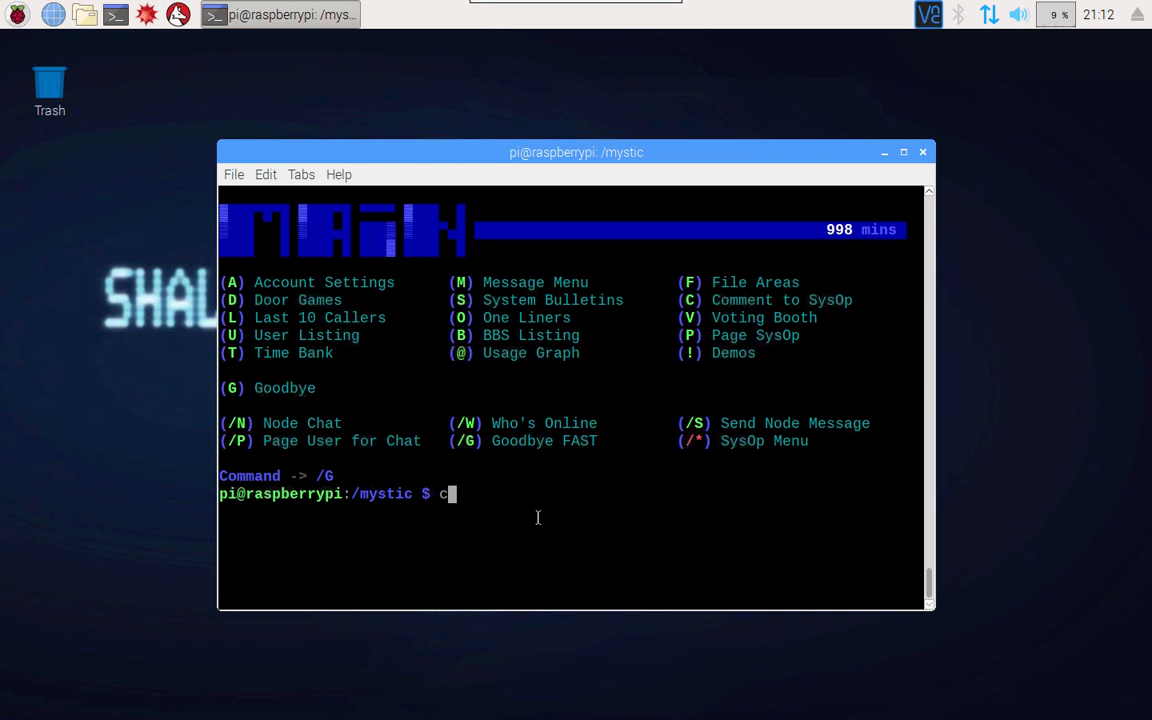 pi@raspberrypi: /mys...
9 %
21:12
Trash
SHAL
pi@raspberrypi: /mystic
File Edit Tabs Help
MAiN
998 mins
(A) Account Settings (M) Message Menu (F) File Areas
(D) Door Games (S) System Bulletins (C) Comment to SysOp
(L) Last 10 Callers (O) One Liners (V) Voting Booth
(U) User Listing (B) BBS Listing (P) Page SysOp
(T) Time Bank (@) Usage Graph (!) Demos
(G) Goodbye
(/N) Node Chat (/W) Who's Online (/S) Send Node Message
(/P) Page User for Chat (/G) Goodbye FAST (/*) SysOp Menu
Command -> /G
pi@raspberrypi:/mystic $ c